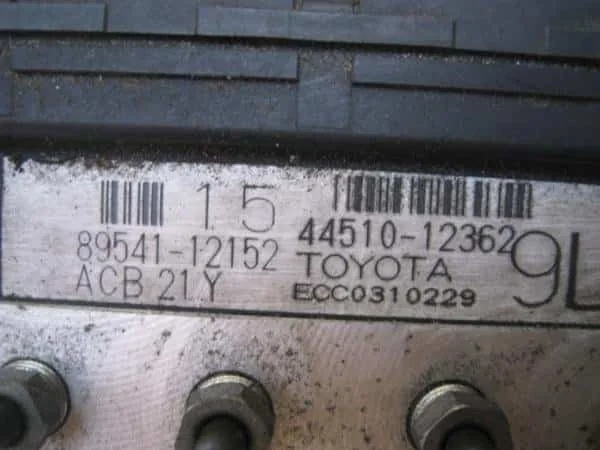 15
89541-12152
ACB 21Y
44510-12362
TOYOTA
ECC0310229
9L